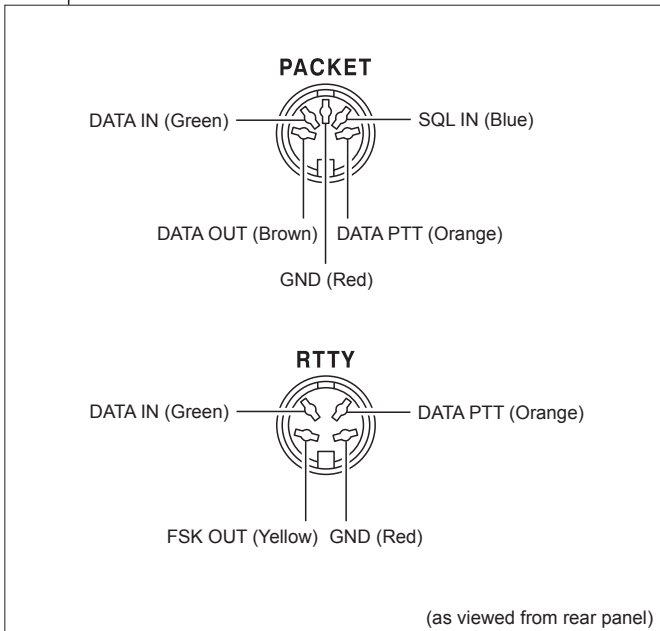 PACKET
DATA IN (Green)
SQL IN (Blue)
DATA OUT (Brown)
DATA PTT (Orange)
GND (Red)
RTTY
DATA IN (Green)
DATA PTT (Orange)
FSK OUT (Yellow)
GND (Red)
(as viewed from rear panel)